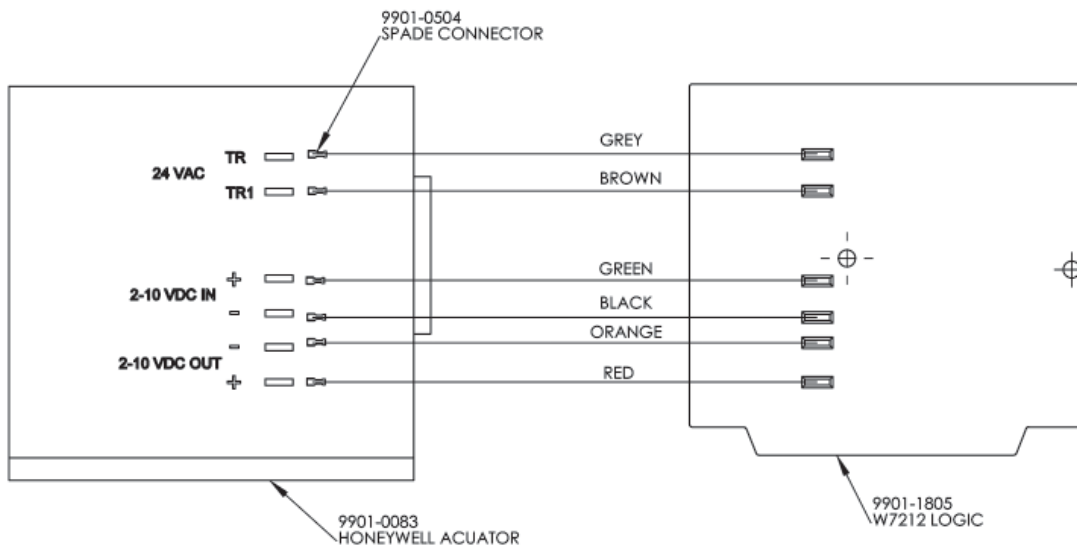 9901-0504
SPADE CONNECTOR
24 VAC
TR
TR1
GREY
BROWN
2-10 VDC IN
+
-
GREEN
BLACK
2-10 VDC OUT
-
+
ORANGE
RED
9901-0083
HONEYWELL ACUATOR
9901-1805
W7212 LOGIC